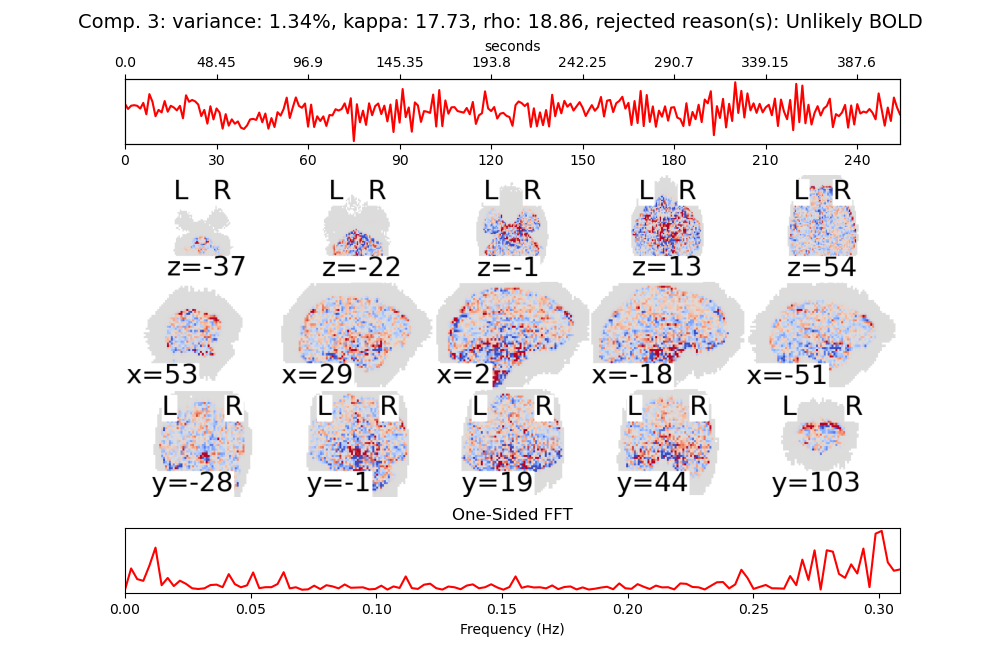 Comp. 3: variance: 1.34%, kappa: 17.73, rho: 18.86, rejected reason(s): Unlikely BOLD
seconds
0.0 48.45 96.9 145.35 193.8 242.25 290.7 339.15 387.6
0 30 60 90 120 150 180 210 240
L R L R L R L R L R
z=-37 z=-22 z=-1 z=13 z=54
x=53 x=29 x=2 x=-18 x=-51
L R L R L R L R L R
y=-28 y=-1 y=19 y=44 y=103
One-Sided FFT
0.00 0.05 0.10 0.15 0.20 0.25 0.30
Frequency (Hz)